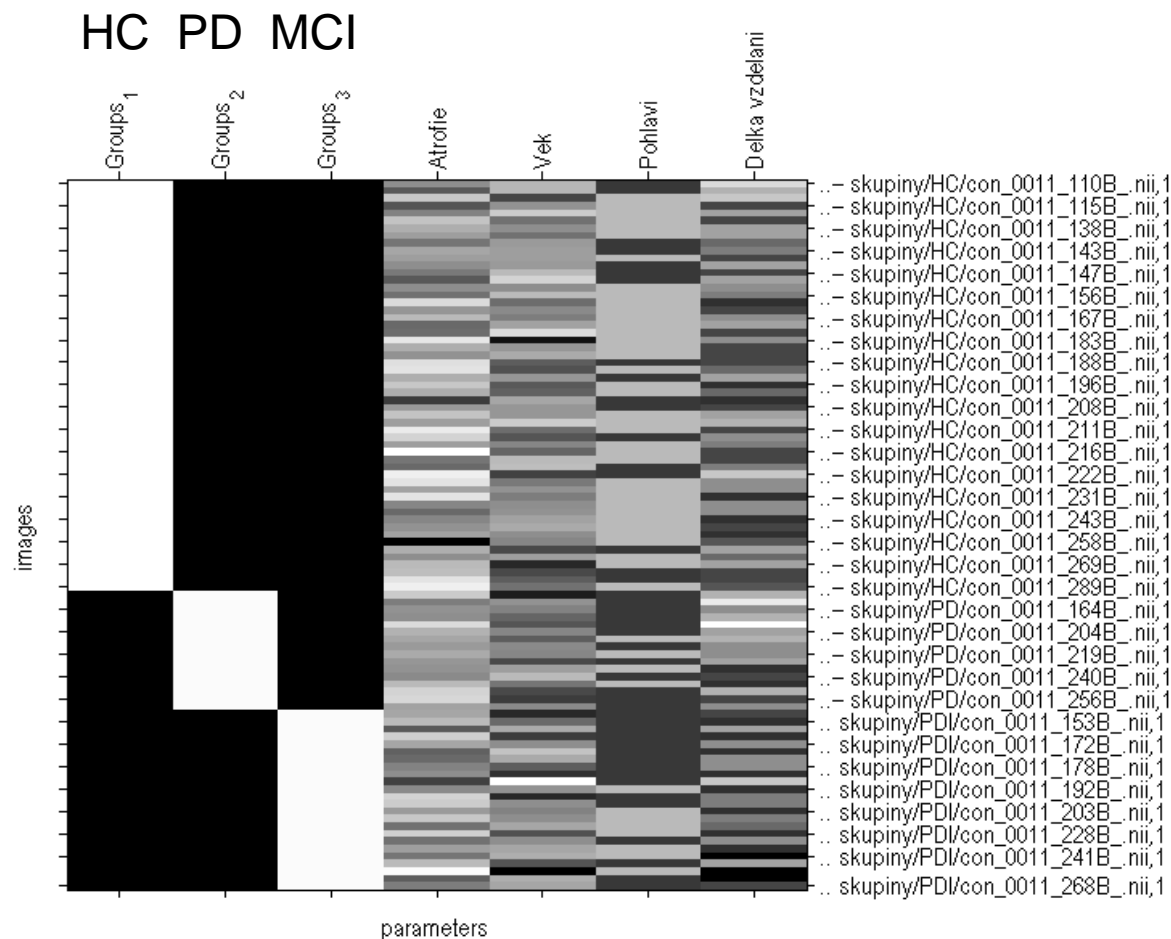 HC PD MCI
Groups 1
Groups 2
Groups 3
Atrofie
Vek
Pohlavi
Delka vzdelani
..– skupiny/HC/con_0011_110B_.nii,1
..– skupiny/HC/con_0011_115B_.nii,1
..– skupiny/HC/con_0011_138B_.nii,1
..– skupiny/HC/con_0011_143B_.nii,1
..– skupiny/HC/con_0011_147B_.nii,1
..– skupiny/HC/con_0011_156B_.nii,1
..– skupiny/HC/con_0011_167B_.nii,1
..– skupiny/HC/con_0011_183B_.nii,1
..– skupiny/HC/con_0011_188B_.nii,1
..– skupiny/HC/con_0011_196B_.nii,1
..– skupiny/HC/con_0011_208B_.nii,1
..– skupiny/HC/con_0011_211B_.nii,1
..– skupiny/HC/con_0011_216B_.nii,1
..– skupiny/HC/con_0011_222B_.nii,1
..– skupiny/HC/con_0011_231B_.nii,1
..– skupiny/HC/con_0011_243B_.nii,1
..– skupiny/HC/con_0011_258B_.nii,1
..– skupiny/HC/con_0011_269B_.nii,1
..– skupiny/HC/con_0011_289B_.nii,1
..– skupiny/PD/con_0011_164B_.nii,1
..– skupiny/PD/con_0011_204B_.nii,1
..– skupiny/PD/con_0011_219B_.nii,1
..– skupiny/PD/con_0011_240B_.nii,1
..– skupiny/PD/con_0011_256B_.nii,1
.. skupiny/PDI/con_0011_153B_.nii,1
.. skupiny/PDI/con_0011_172B_.nii,1
.. skupiny/PDI/con_0011_178B_.nii,1
.. skupiny/PDI/con_0011_192B_.nii,1
.. skupiny/PDI/con_0011_203B_.nii,1
.. skupiny/PDI/con_0011_228B_.nii,1
.. skupiny/PDI/con_0011_241B_.nii,1
.. skupiny/PDI/con_0011_268B_.nii,1
images
parameters